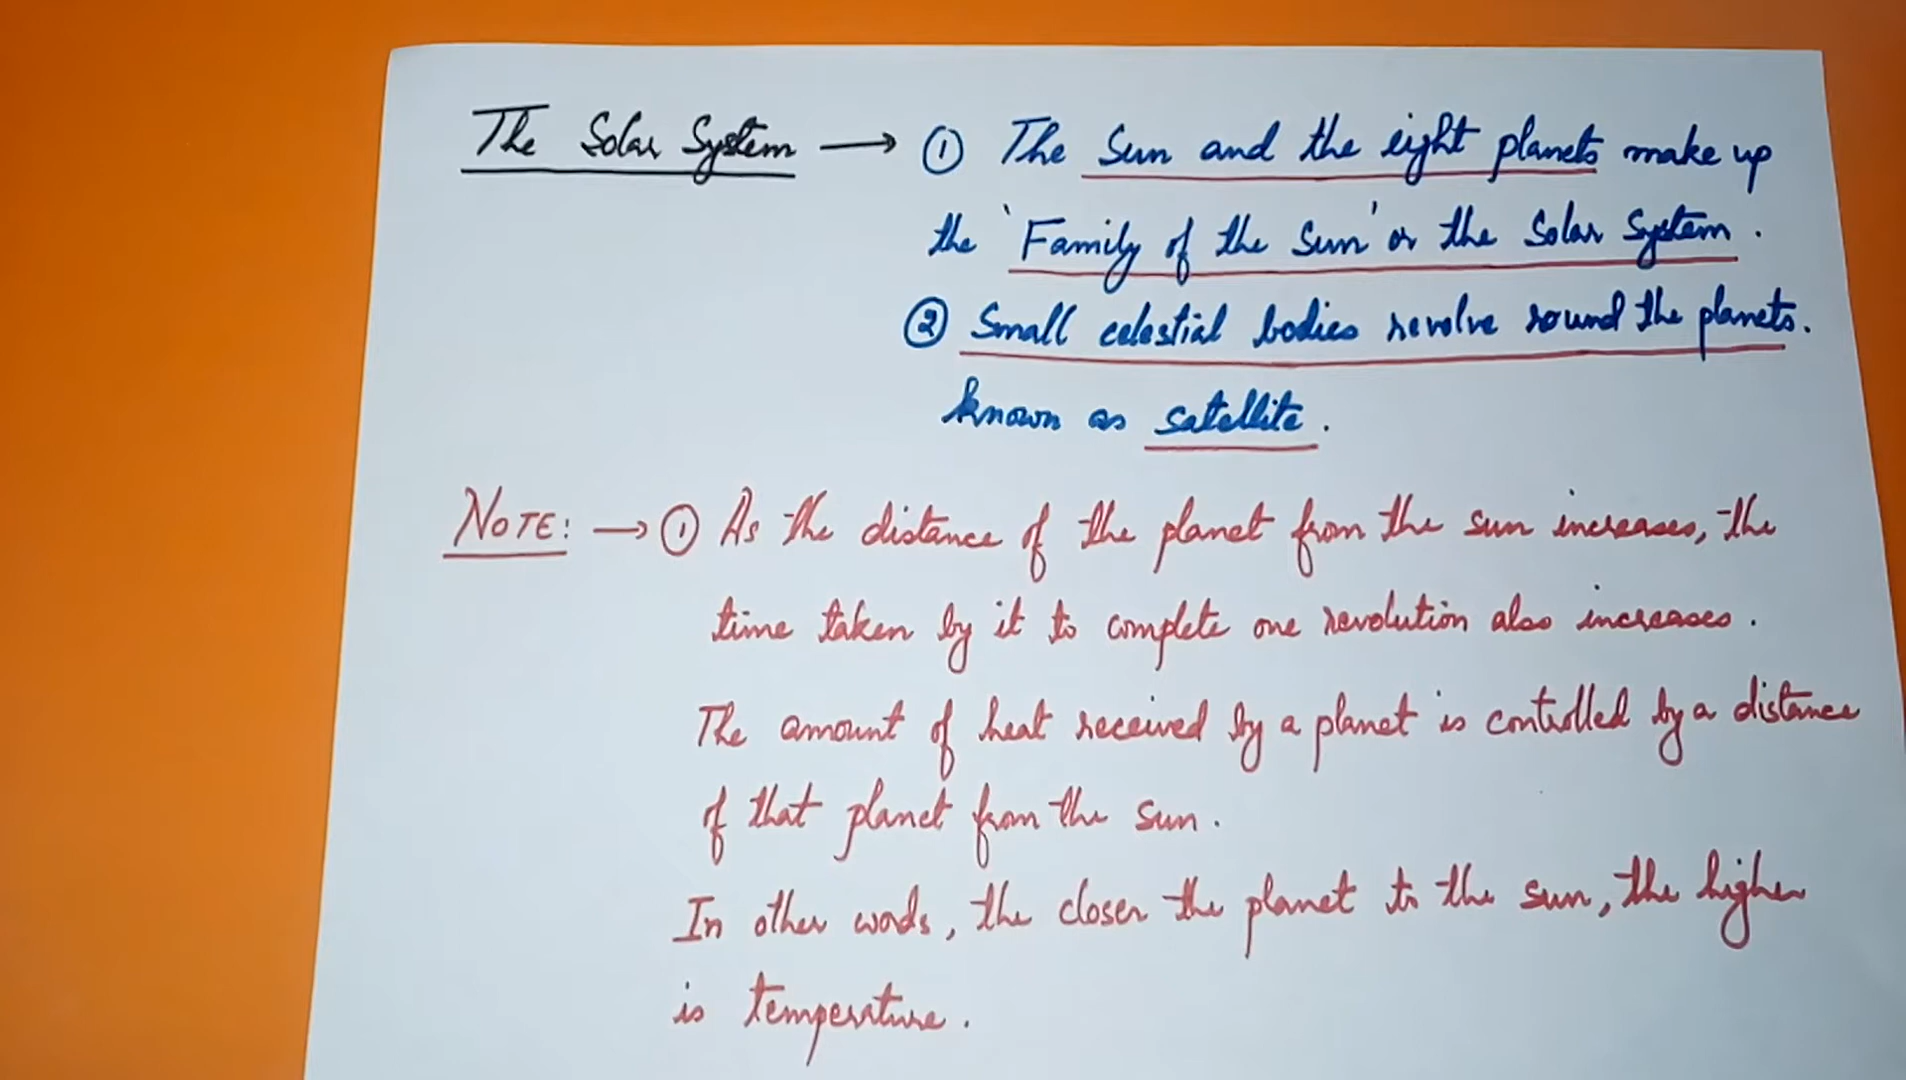 The Solar System → ① The Sun and the eight planets make up
the 'Family of the Sun' or the Solar System.
② Small celestial bodies revolve round the planets.
known as satellite.
NOTE: → ① As the distance of the planet from the sun increases, the
time taken by it to complete one revolution also increases.
The amount of heat received by a planet is controlled by a distance
of that planet from the sun.
In other words, the closer the planet to the sun, the higher
is temperature.